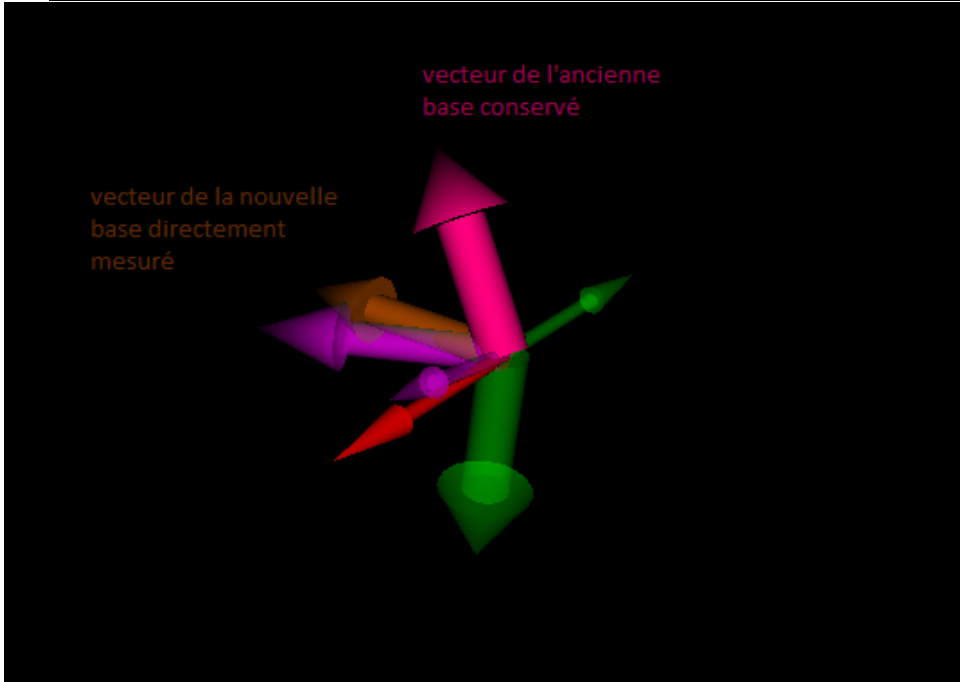 vecteur de l'ancienne
base conservé
vecteur de la nouvelle
base directement
mesuré